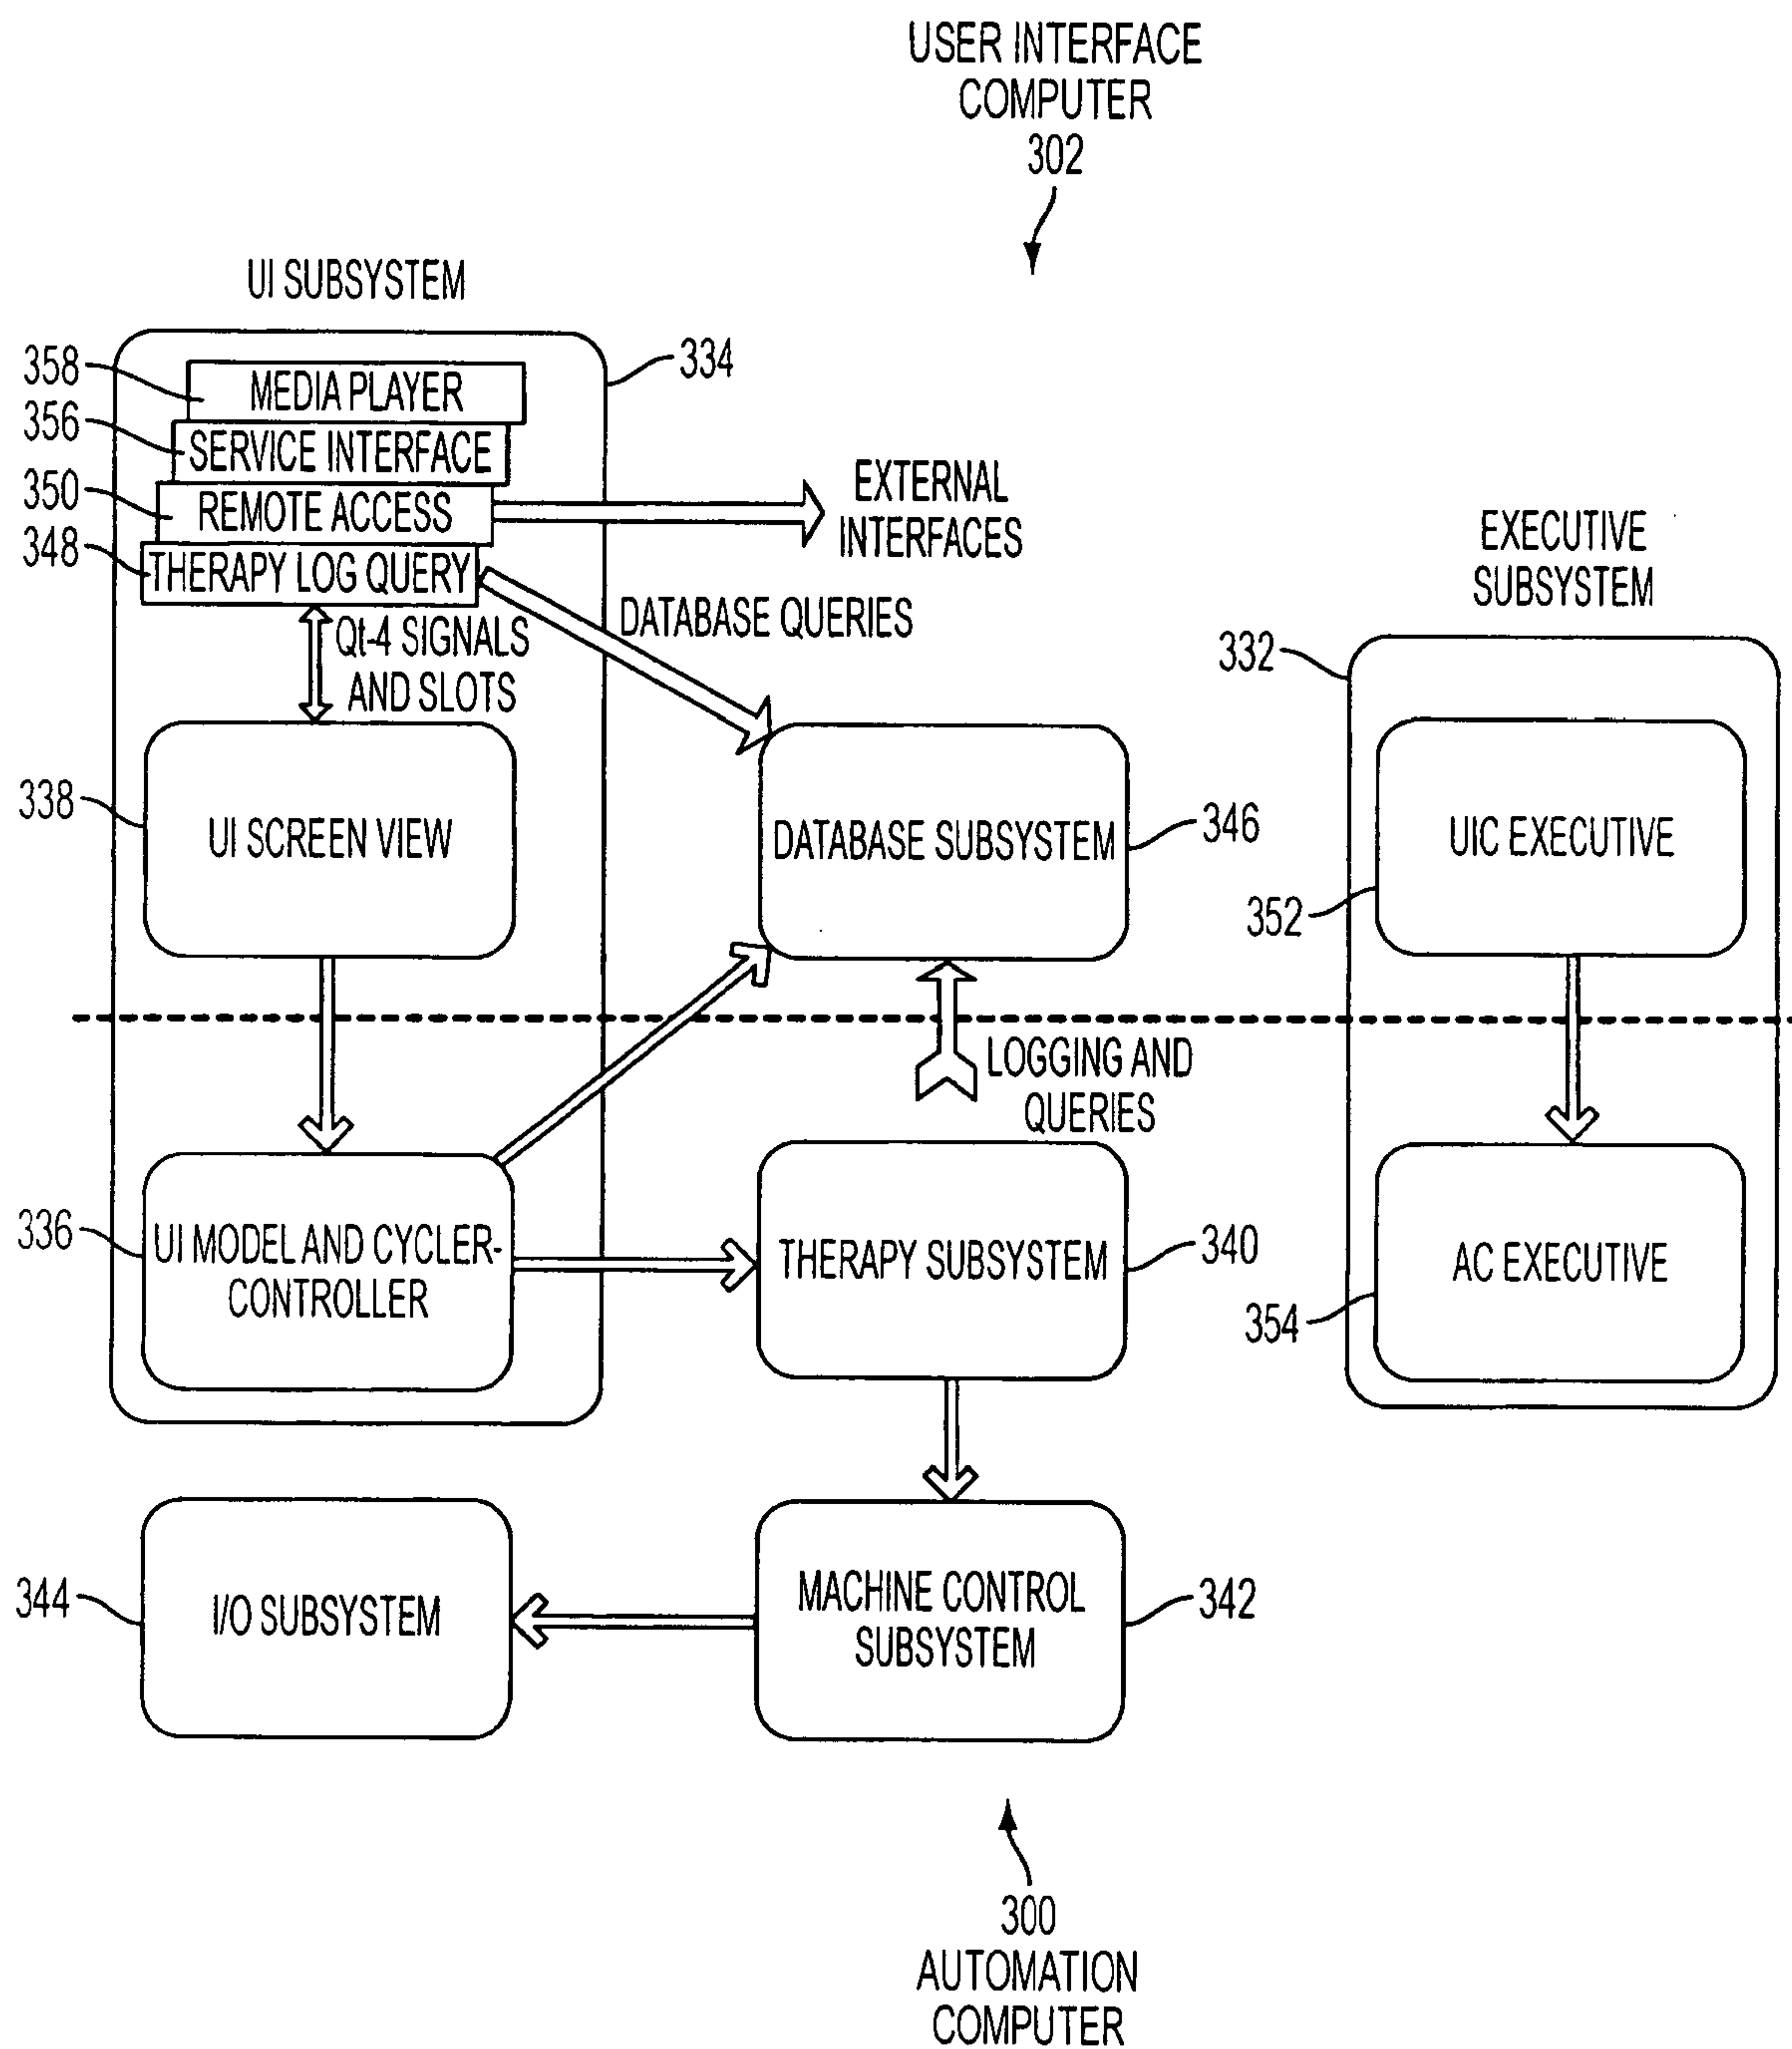 USER INTERFACE
COMPUTER
302
UI SUBSYSTEM
334
358
MEDIA PLAYER
356
SERVICE INTERFACE
350
REMOTE ACCESS
348
THERAPY LOG QUERY
EXTERNAL
INTERFACES
DATABASE QUERIES
Qt-4 SIGNALS
AND SLOTS
EXECUTIVE
SUBSYSTEM
332
338
UI SCREEN VIEW
DATABASE SUBSYSTEM
346
UIC EXECUTIVE
352
LOGGING AND
QUERIES
336
UI MODEL AND CYCLER-
CONTROLLER
THERAPY SUBSYSTEM
340
AC EXECUTIVE
354
344
I/O SUBSYSTEM
MACHINE CONTROL
SUBSYSTEM
342
300
AUTOMATION
COMPUTER